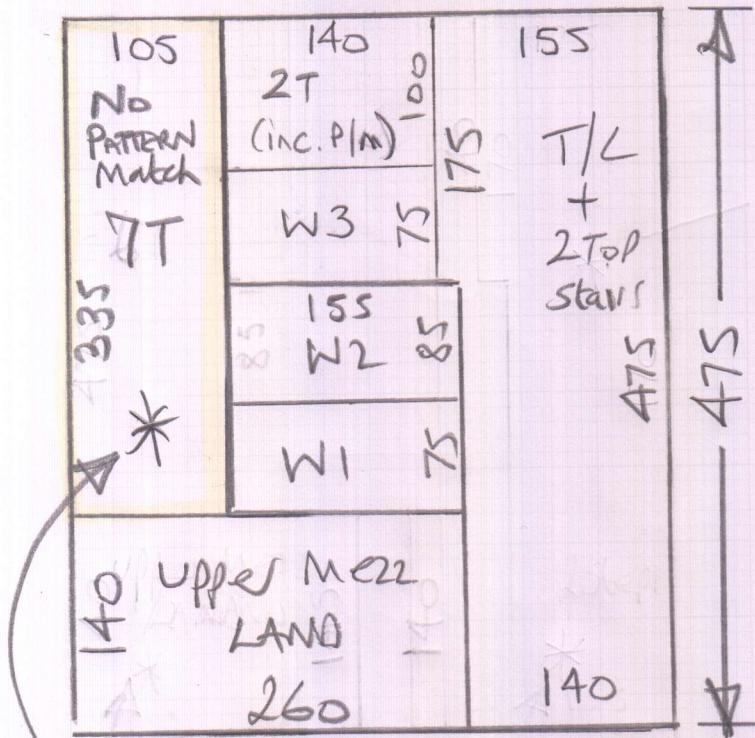 105
No
PATTERN
Match
7T
335
*
140
2T
(inc. P/M)
100
W3
75
175
155
W2
85
85
W1
75
155
T/L
+
2 TOP
stairs
475
475
140
Upper Mezz
LAND
260
140